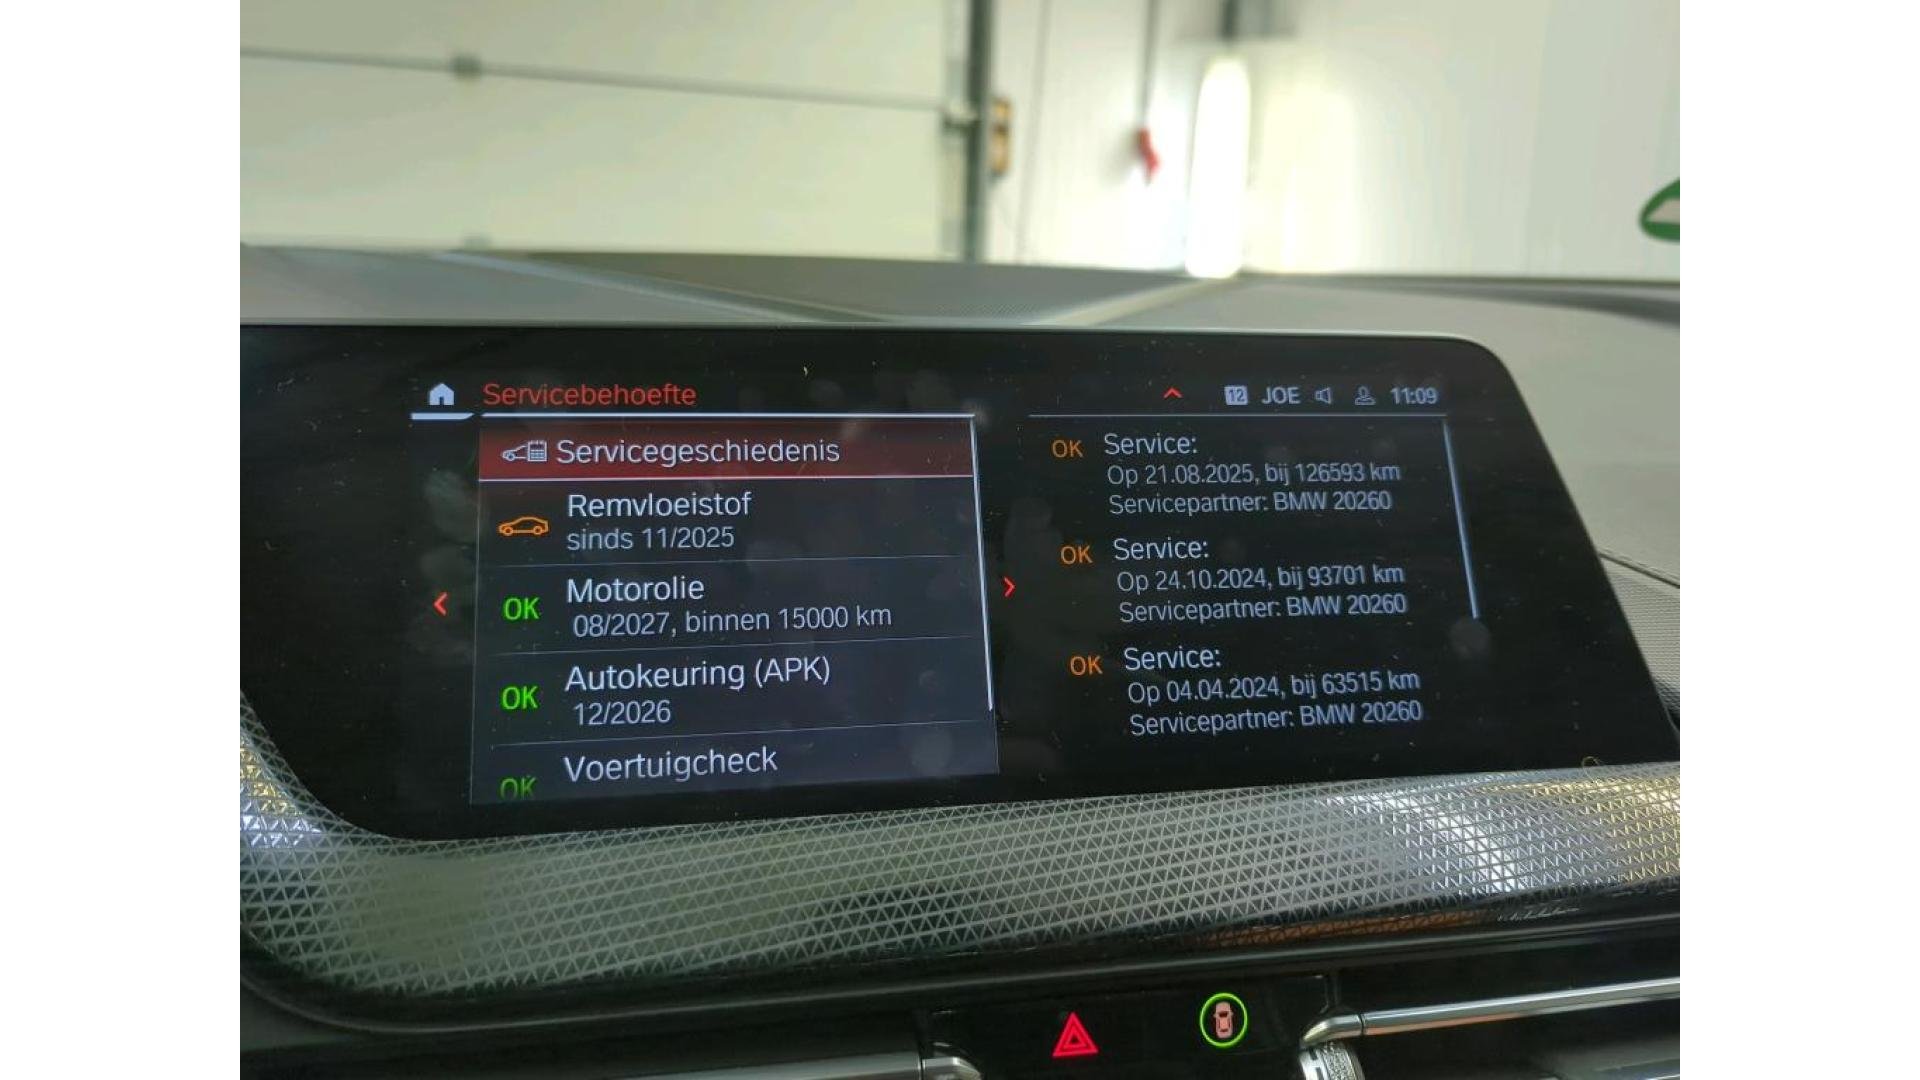 Servicebehoefte
12 JOE 11:09
Servicegeschiedenis
Remvloeistof
sinds 11/2025
OK Motorolie
08/2027, binnen 15000 km
OK Autokeuring (APK)
12/2026
OK Voertuigcheck
OK Service:
Op 21.08.2025, bij 126593 km
Servicepartner: BMW 20260
OK Service:
Op 24.10.2024, bij 93701 km
Servicepartner: BMW 20260
OK Service:
Op 04.04.2024, bij 63515 km
Servicepartner: BMW 20260